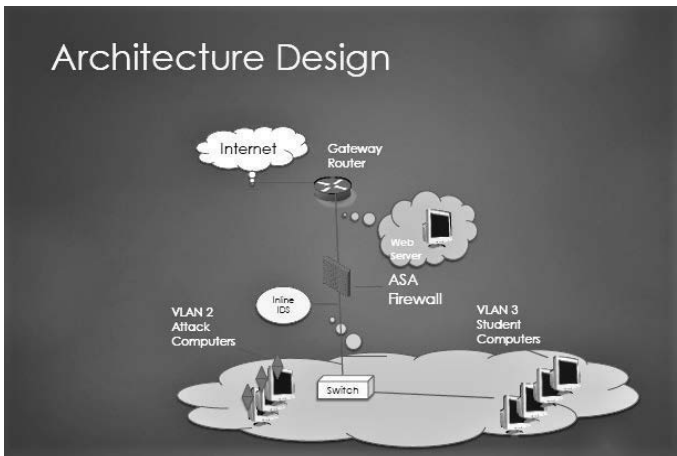 Architecture Design
Internet
Gateway
Router
Web
Server
ASA
Firewall
Inline
IDS
VLAN 2
Attack
Computers
VLAN 3
Student
Computers
Switch